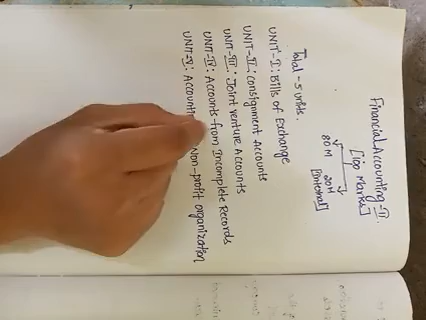 Financial Accounting-II
[100 Marks]
80M 20M
[Internal]
Total - 5 units.
UNIT-I: Bills of Exchange
UNIT-II: Consignment Accounts
UNIT-III: Joint venture Accounts
UNIT-IV: Accounts from Incomplete Records
UNIT-V: Non-profit organization